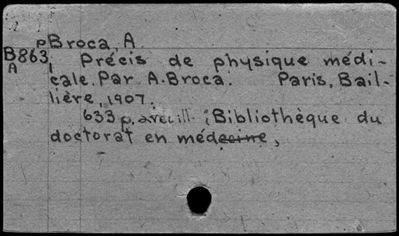 pBroca, A
B863 Précis de physique médi-
A cale. Par A. Broca. Paris, Bail-
lière, 1907.
633 p. avec ill. (Bibliothèque du
doctorat en médecine,